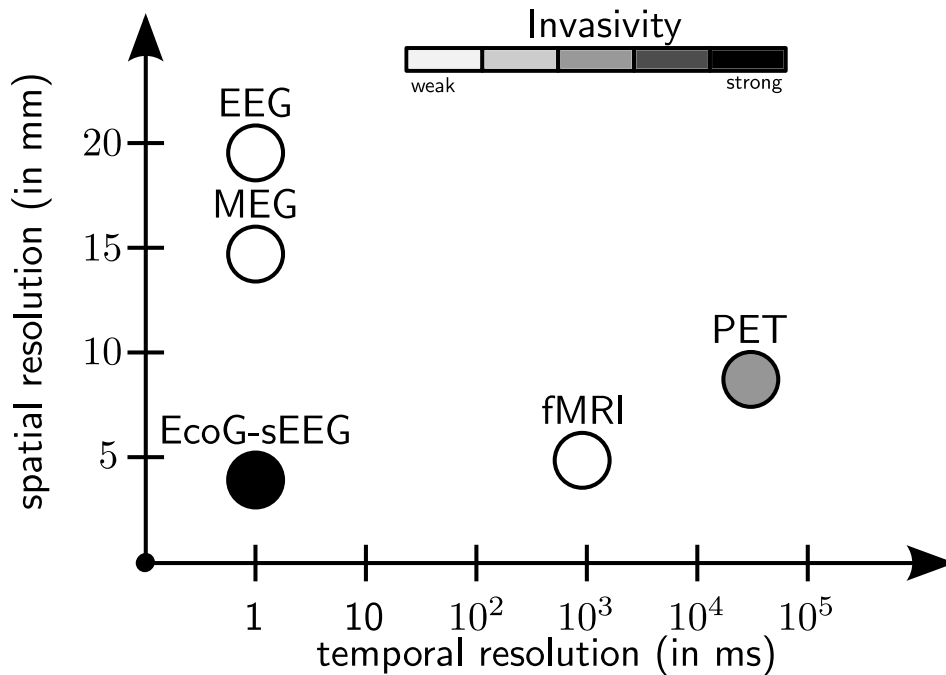 Invasivity
weak strong
EEG
20
MEG
15
PET
10
fMRI
EcoG-sEEG
5
spatial resolution (in mm)
1 10 10² 10³ 10⁴ 10⁵
temporal resolution (in ms)